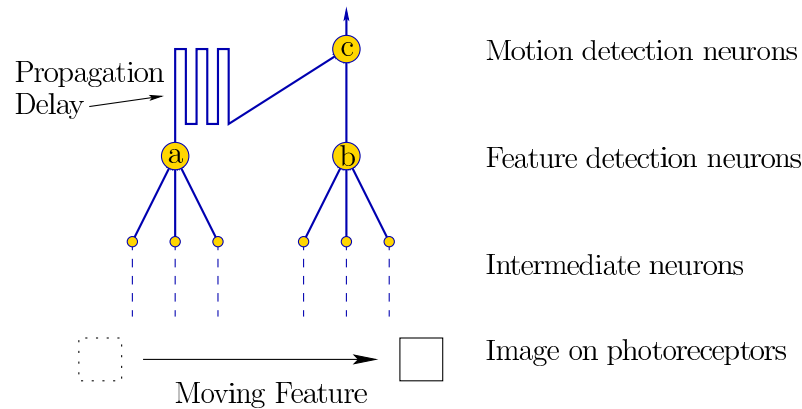 c
Motion detection neurons
Propagation
Delay
a
b
Feature detection neurons
Intermediate neurons
Image on photoreceptors
Moving Feature